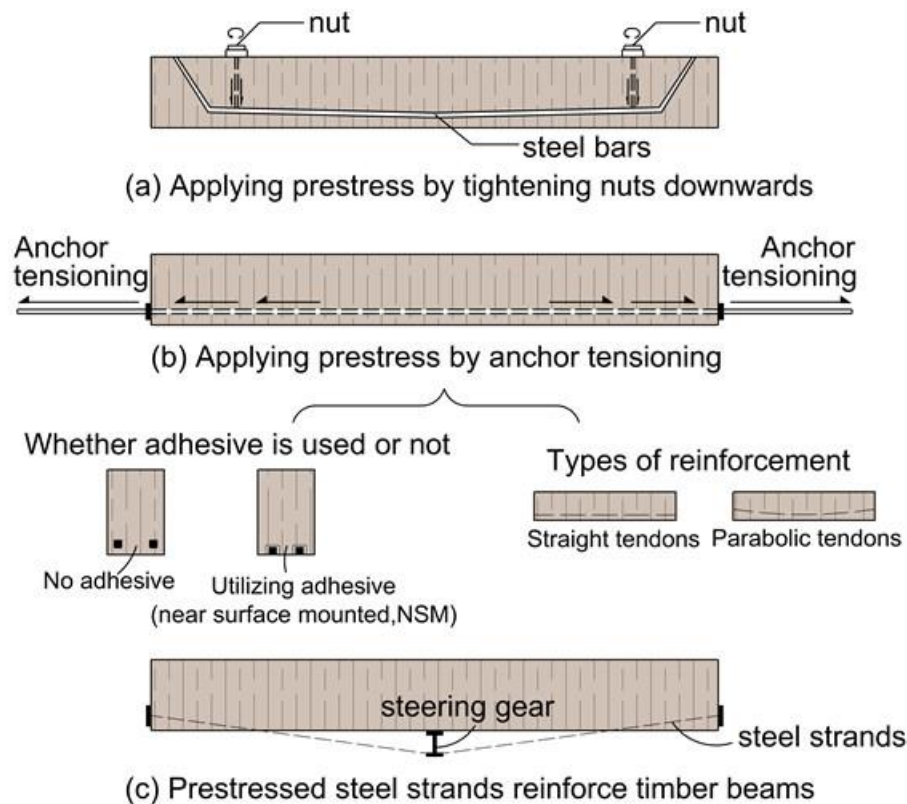 nut
nut
steel bars
(a) Applying prestress by tightening nuts downwards
Anchor
tensioning
Anchor
tensioning
(b) Applying prestress by anchor tensioning
Whether adhesive is used or not
No adhesive
Utilizing adhesive
(near surface mounted,NSM)
Types of reinforcement
Straight tendons
Parabolic tendons
steering gear
steel strands
(c) Prestressed steel strands reinforce timber beams